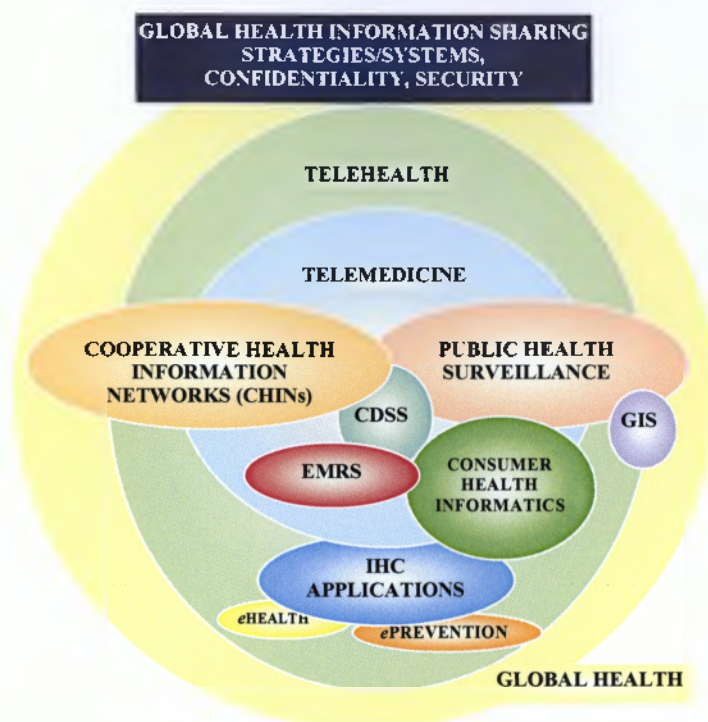 GLOBAL HEALTH INFORMATION SHARING
STRATEGIES/SYSTEMS,
CONFIDENTIALITY, SECURITY
TELEHEALTH
TELEMEDICINE
COOPERATIVE HEALTH
INFORMATION
NETWORKS (CHINs)
PUBLIC HEALTH
SURVEILLANCE
CDSS
GIS
EMRS
CONSUMER
HEALTH
INFORMATICS
IHC
APPLICATIONS
eHEALTH
ePREVENTION
GLOBAL HEALTH